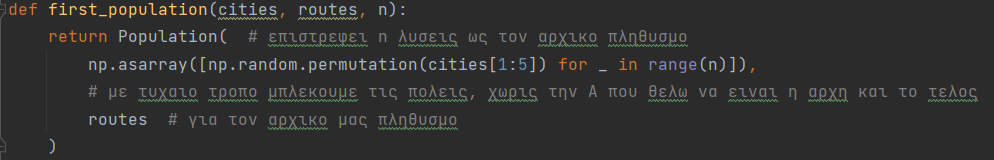 def first_population(cities, routes, n):
return Population(  # επιστρεφει n λυσεις ως τον αρχικο πληθυσμο
np.asarray([np.random.permutation(cities[1:5]) for _ in range(n)]),
# με τυχαιο τροπο μπλεκουμε τις πολεις, χωρις την Α που θελω να ειναι η αρχη και το τελος
routes  # για τον αρχικο μας πληθυσμο
)